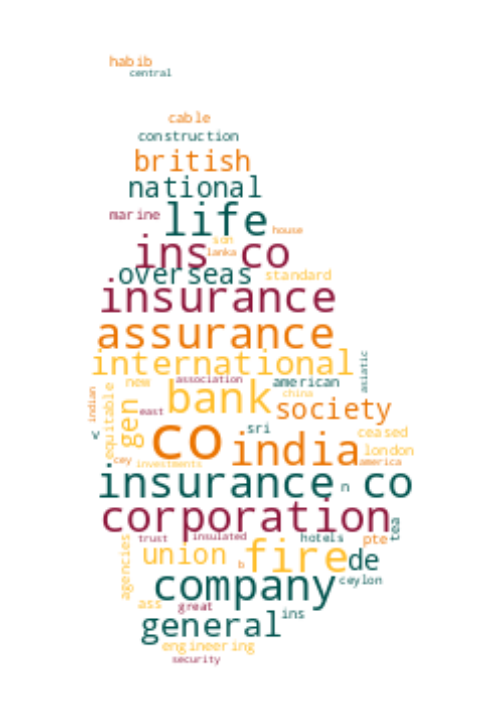 habib
central
cable
construction
british
national
marine life
house
son
ins co
lanka
overseas standard
insurance
assurance
international
asiatic
association
new american
indian
equitable
gen
bank
china
east
society
co
sri
india
ceased
london
cey investments
america
insurance co
n
corporation
tea
trust insulated hotels pte
agencies
union
b
fire
de
company
ceylon
ass great
ins
general
engineering
security